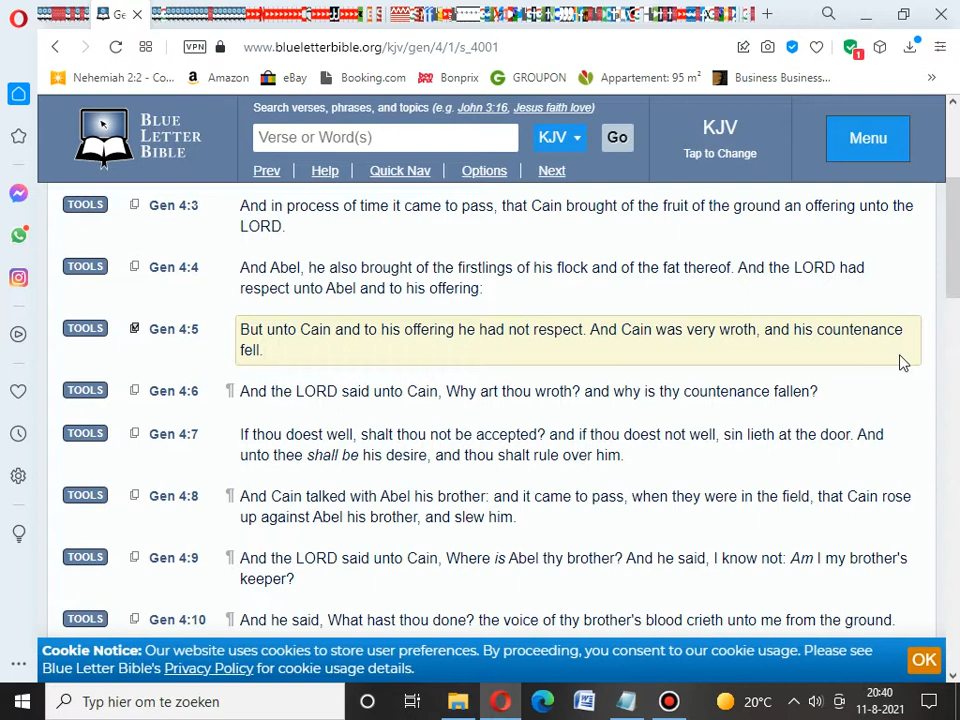 Ge
VPN
www.blueletterbible.org/kjv/gen/4/1/s_4001
1
Nehemiah 2:2 - Co...
Amazon
eBay
Booking.com
Bonprix
GROUPON
Appartement: 95 m²
Business Business...
BLUE
LETTER
BIBLE
Search verses, phrases, and topics (e.g. John 3:16, Jesus faith love)
Verse or Word(s)
KJV
Go
Prev
Help
Quick Nav
Options
Next
KJV
Tap to Change
Menu
TOOLS Gen 4:3 And in process of time it came to pass, that Cain brought of the fruit of the ground an offering unto the
LORD.
TOOLS Gen 4:4 And Abel, he also brought of the firstlings of his flock and of the fat thereof. And the LORD had
respect unto Abel and to his offering:
TOOLS Gen 4:5 But unto Cain and to his offering he had not respect. And Cain was very wroth, and his countenance
fell.
TOOLS Gen 4:6 ¶ And the LORD said unto Cain, Why art thou wroth? and why is thy countenance fallen?
TOOLS Gen 4:7 If thou doest well, shalt thou not be accepted? and if thou doest not well, sin lieth at the door. And
unto thee shall be his desire, and thou shalt rule over him.
TOOLS Gen 4:8 ¶ And Cain talked with Abel his brother: and it came to pass, when they were in the field, that Cain rose
up against Abel his brother, and slew him.
TOOLS Gen 4:9 ¶ And the LORD said unto Cain, Where is Abel thy brother? And he said, I know not: Am I my brother's
keeper?
TOOLS Gen 4:10 ¶ And he said, What hast thou done? the voice of thy brother's blood crieth unto me from the ground.
Cookie Notice: Our website uses cookies to store user preferences. By proceeding, you consent to our cookie usage. Please see
Blue Letter Bible's Privacy Policy for cookie usage details.
OK
Typ hier om te zoeken
20°C
20:40
11-8-2021